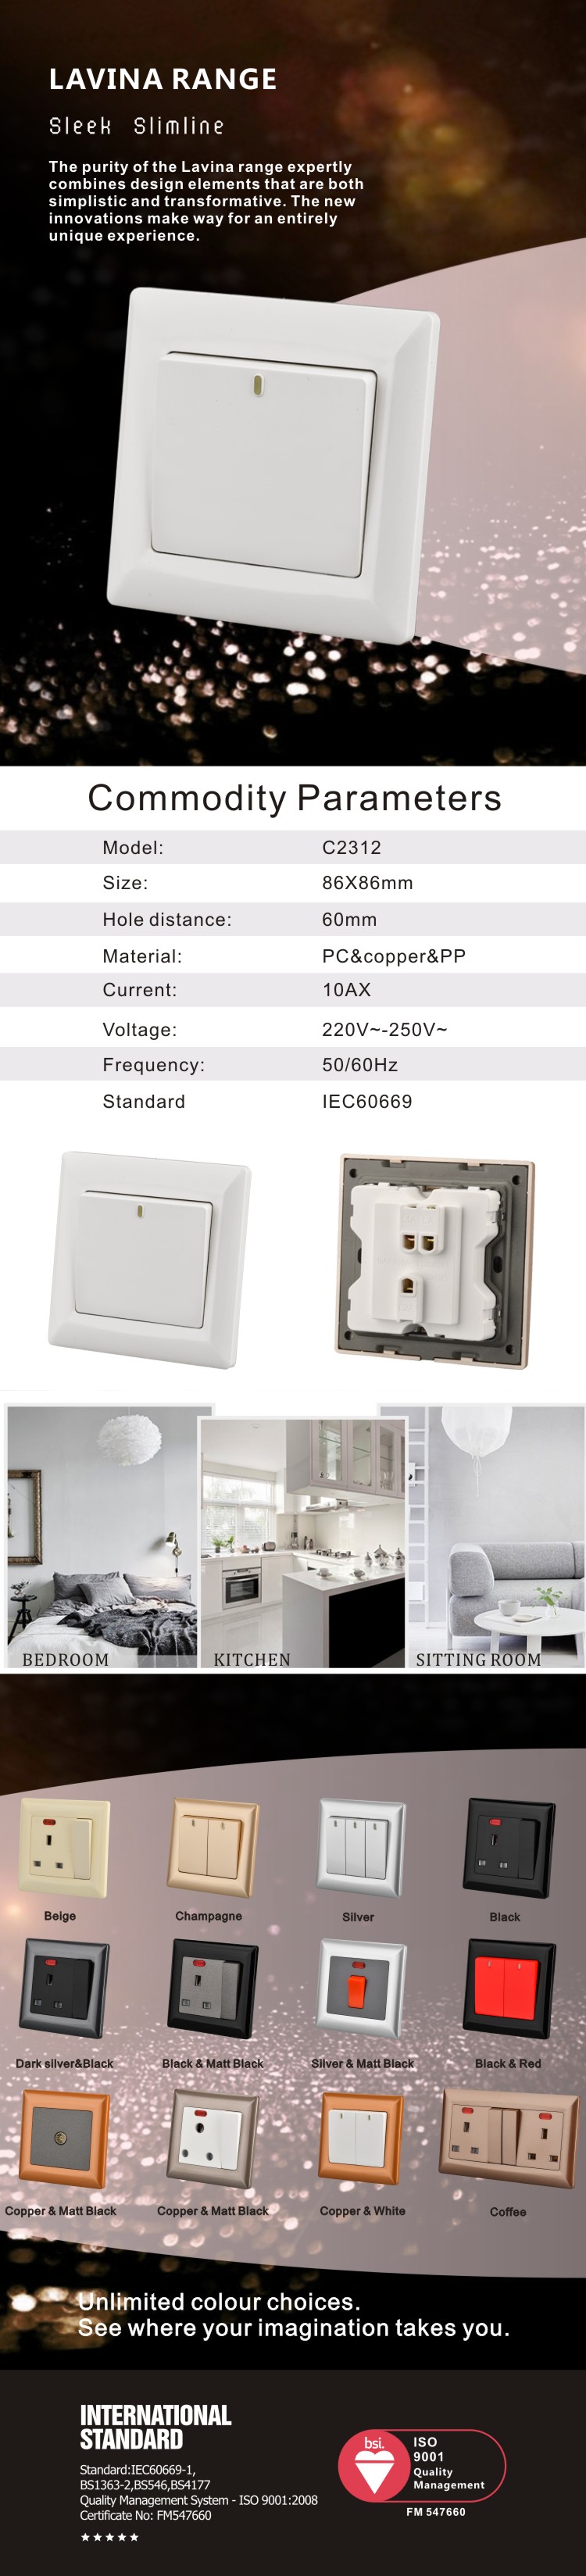 LAVINA RANGE
Sleek Slimline
The purity of the Lavina range expertly
combines design elements that are both
simplistic and transformative. The new
innovations make way for an entirely
unique experience.
Commodity Parameters
Model: C2312
Size: 86X86mm
Hole distance: 60mm
Material: PC&copper&PP
Current: 10AX
Voltage: 220V~-250V~
Frequency: 50/60Hz
Standard IEC60669
BEDROOM KITCHEN SITTING ROOM
Beige Champagne Silver Black
Dark silver&Black Black & Matt Black Silver & Matt Black Black & Red
Copper & Matt Black Copper & Matt Black Copper & White Coffee
Unlimited colour choices.
See where your imagination takes you.
INTERNATIONAL
STANDARD
Standard:IEC60669-1,
BS1363-2,BS546,BS4177
Quality Management System - ISO 9001:2008
Certificate No: FM547660
★★★★★
bsi.
ISO
9001
Quality
Management
FM 547660